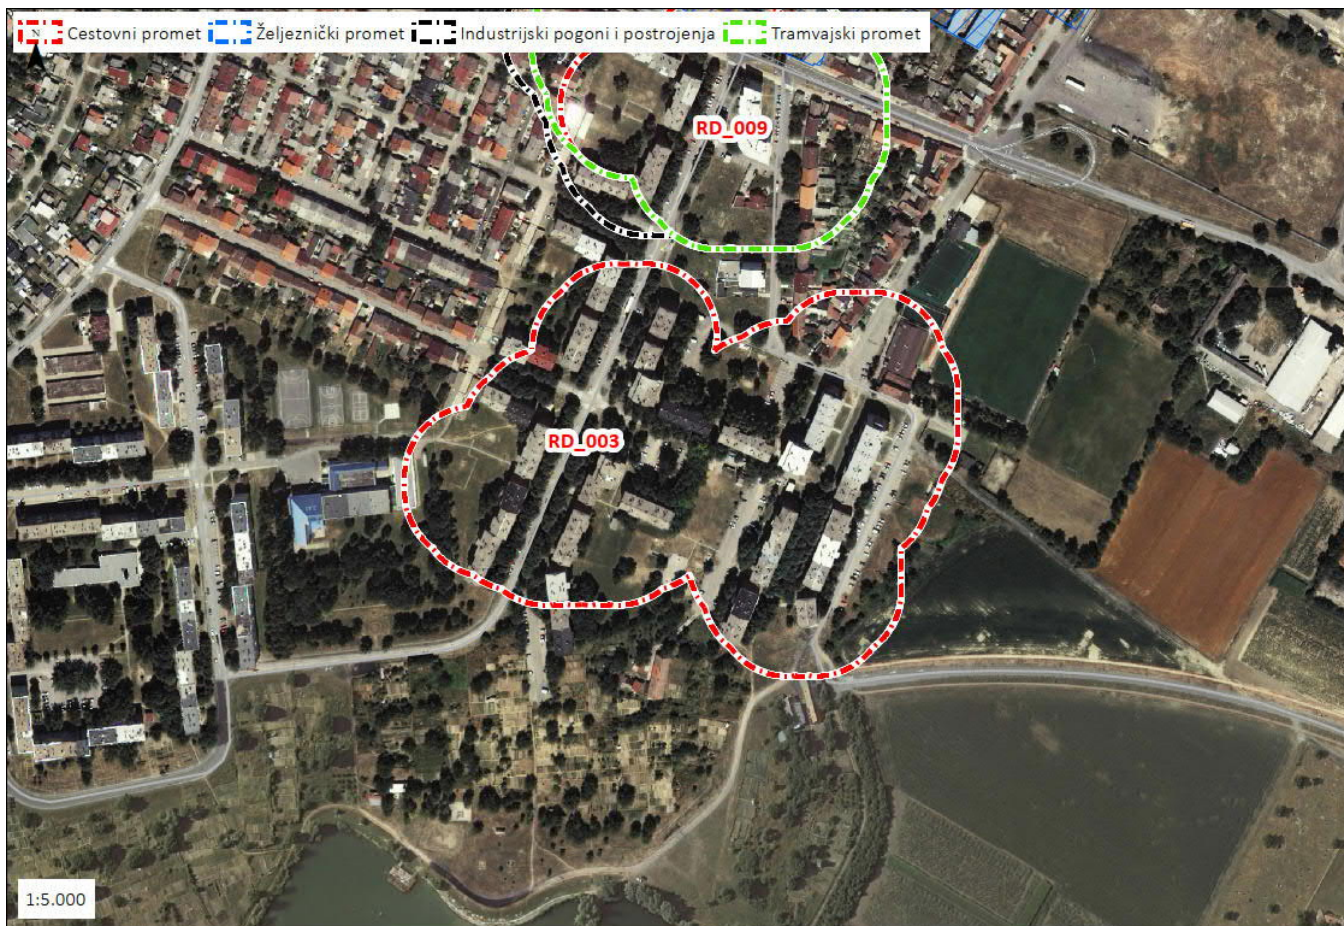 Cestovni promet Željeznički promet Industrijski pogoni i postrojenja Tramvajski promet
N
RD_009
RD_003
1:5.000